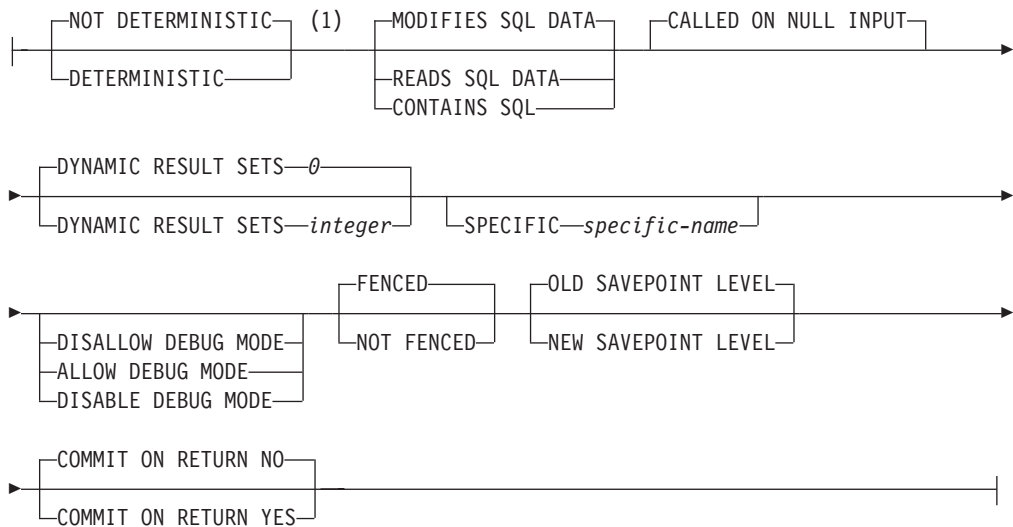 NOT DETERMINISTIC (1) MODIFIES SQL DATA CALLED ON NULL INPUT
DETERMINISTIC READS SQL DATA
CONTAINS SQL
DYNAMIC RESULT SETS 0
DYNAMIC RESULT SETS integer SPECIFIC specific-name
FENCED OLD SAVEPOINT LEVEL
DISALLOW DEBUG MODE NOT FENCED NEW SAVEPOINT LEVEL
ALLOW DEBUG MODE
DISABLE DEBUG MODE
COMMIT ON RETURN NO
COMMIT ON RETURN YES